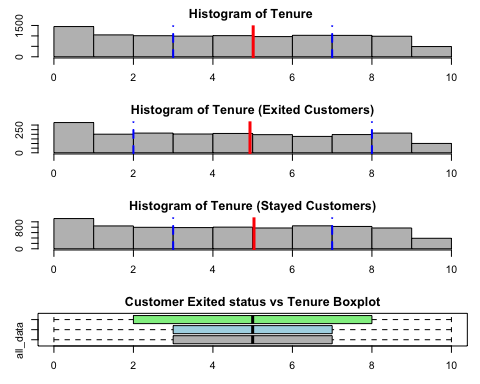 Histogram of Tenure
1500
0
0 2 4 6 8 10
Histogram of Tenure (Exited Customers)
250
0
0 2 4 6 8 10
Histogram of Tenure (Stayed Customers)
800
0
0 2 4 6 8 10
Customer Exited status vs Tenure Boxplot
all_data
0 2 4 6 8 10